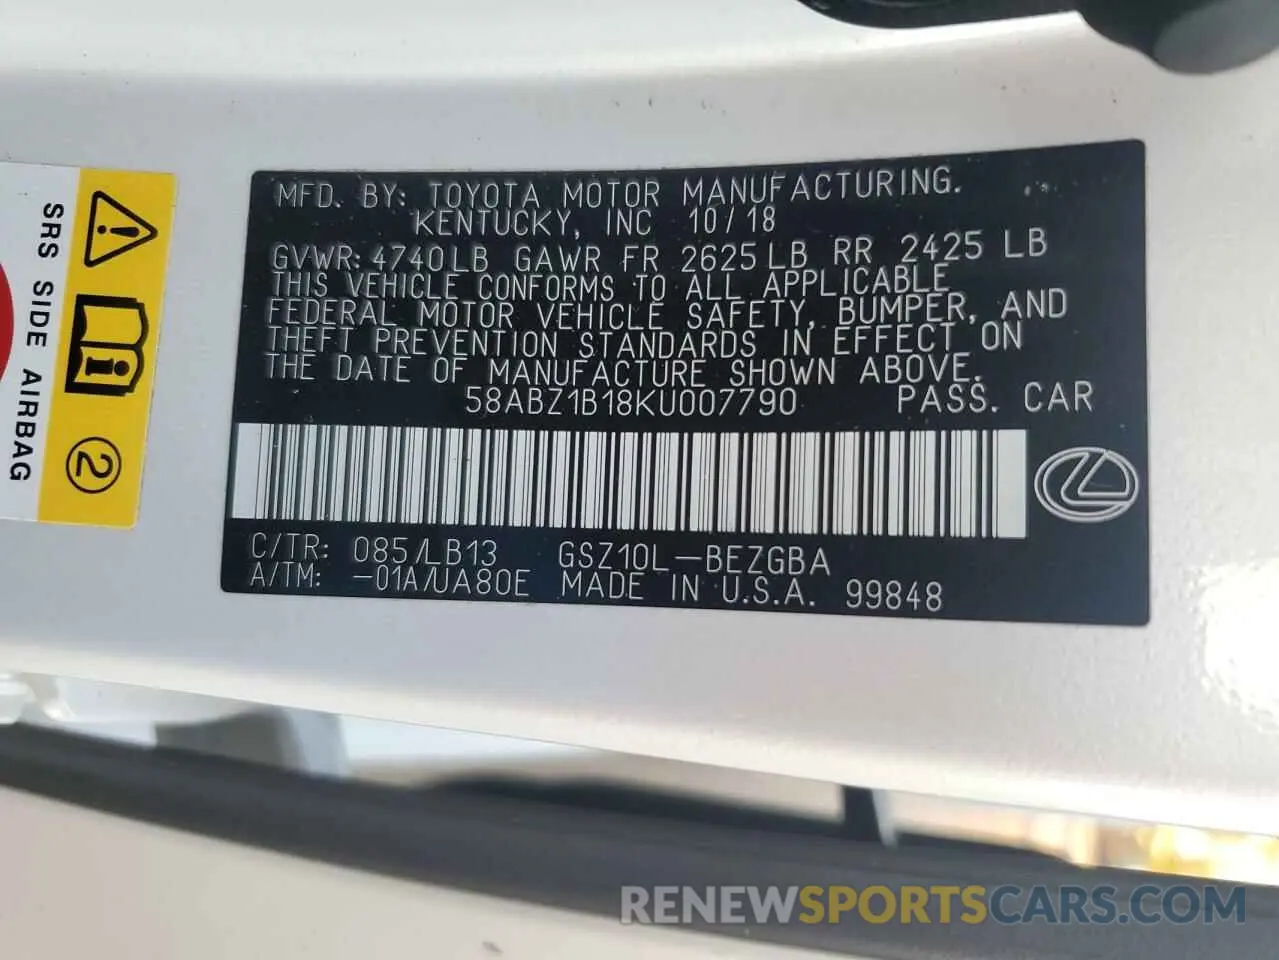 MFD. BY: TOYOTA MOTOR MANUFACTURING.
KENTUCKY, INC 10/18
GVWR: 4740LB GAWR FR 2625 LB RR 2425 LB
THIS VEHICLE CONFORMS TO ALL APPLICABLE
FEDERAL MOTOR VEHICLE SAFETY, BUMPER, AND
THEFT PREVENTION STANDARDS IN EFFECT ON
THE DATE OF MANUFACTURE SHOWN ABOVE.
58ABZ1B18KU007790 PASS. CAR
C/TR: 085/LB13 GSZ10L-BEZGBA
A/TM: -01A/UA80E MADE IN U.S.A. 99848
SRS SIDE AIRBAG
2
RENEWSPORTSCARS.COM